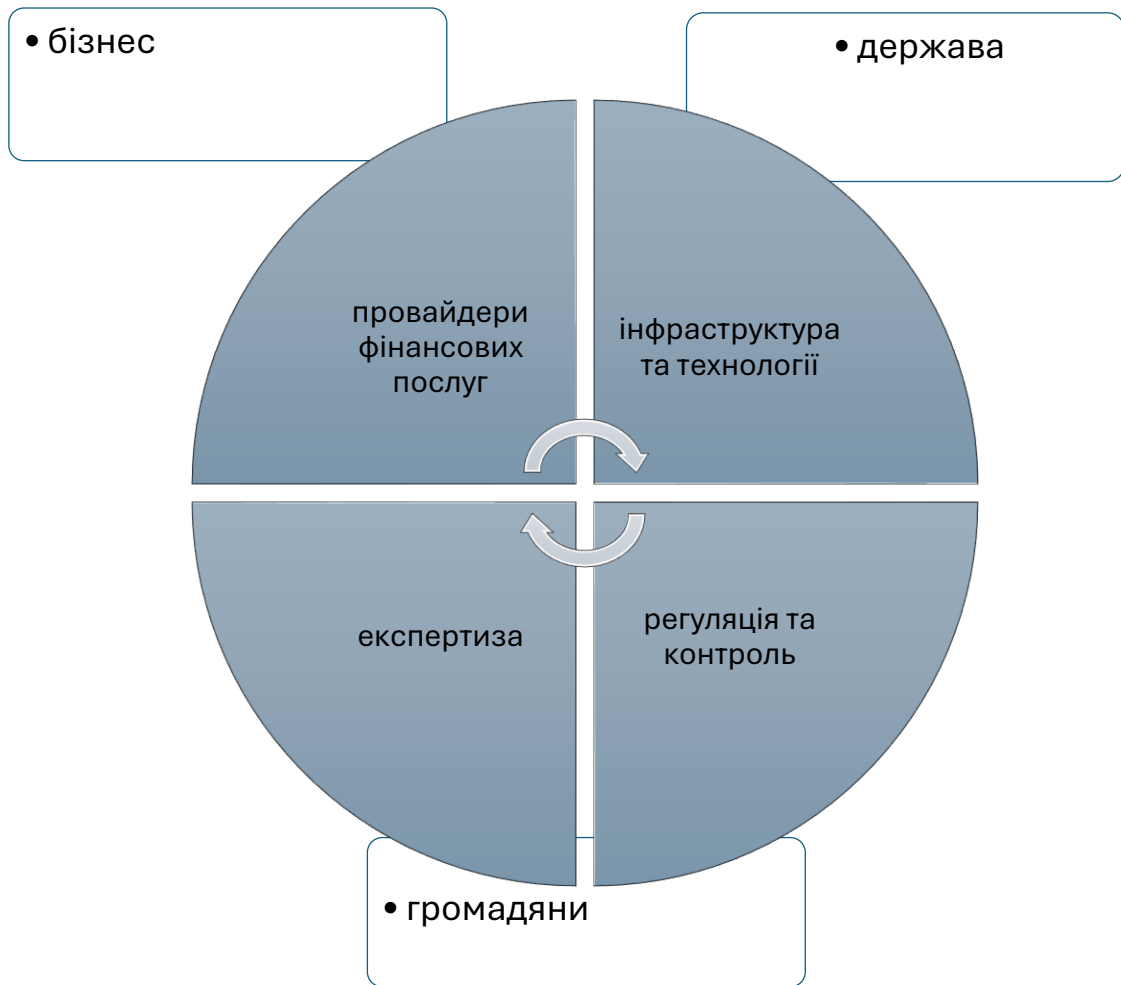 • бізнес
• держава
провайдери
фінансових
послуг
інфраструктура
та технології
експертиза
регуляція та
контроль
• громадяни